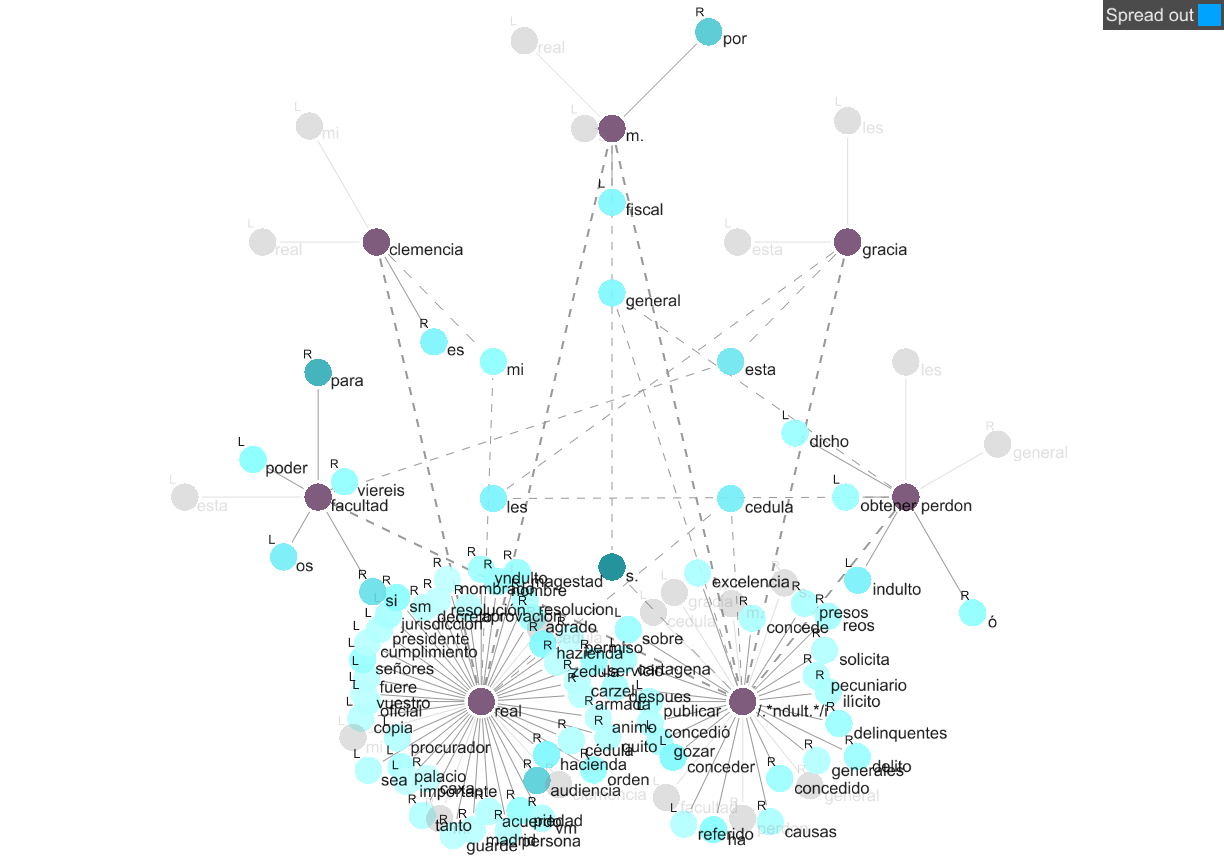 Spread out
L
R
real
por
L
L
mi
les
m.
L
fiscal
L
L
real
clemencia
esta
gracia
general
R
es
R
para
mi
esta
les
L
R
general
L
dicho
L
poder
R
viereis
L
esta
facultad
les
cedula
L
obtener perdon
L
os
s.
L
indulto
R
ó
R
si
sm
yndulto
nombrado
magestad
nombre
excelencia
resolución
resolucion
decreto
aprovacion
gracia
cedula
m.
s.
presos
reos
concede
jurisdiccion
agrado
sobre
presidente
permiso
cumplimiento
hazienda
solicita
señores
zedula
servicio
cartagena
fuere
carzel
despues
pecuniario
vuestro
armada
ilicito
oficial
real
publicar
/.*ndult.*/i
copia
animo
concedió
delinquentes
mi
procurador
cédula
quito
gozar
hacienda
conceder
delito
sea
palacio
orden
generales
importante
caxa
audiencia
clemencia
concedido
general
facultad
tanto
acuerdo
piedad
vm
referido
ha
perdon
causas
madrid
persona
guarde